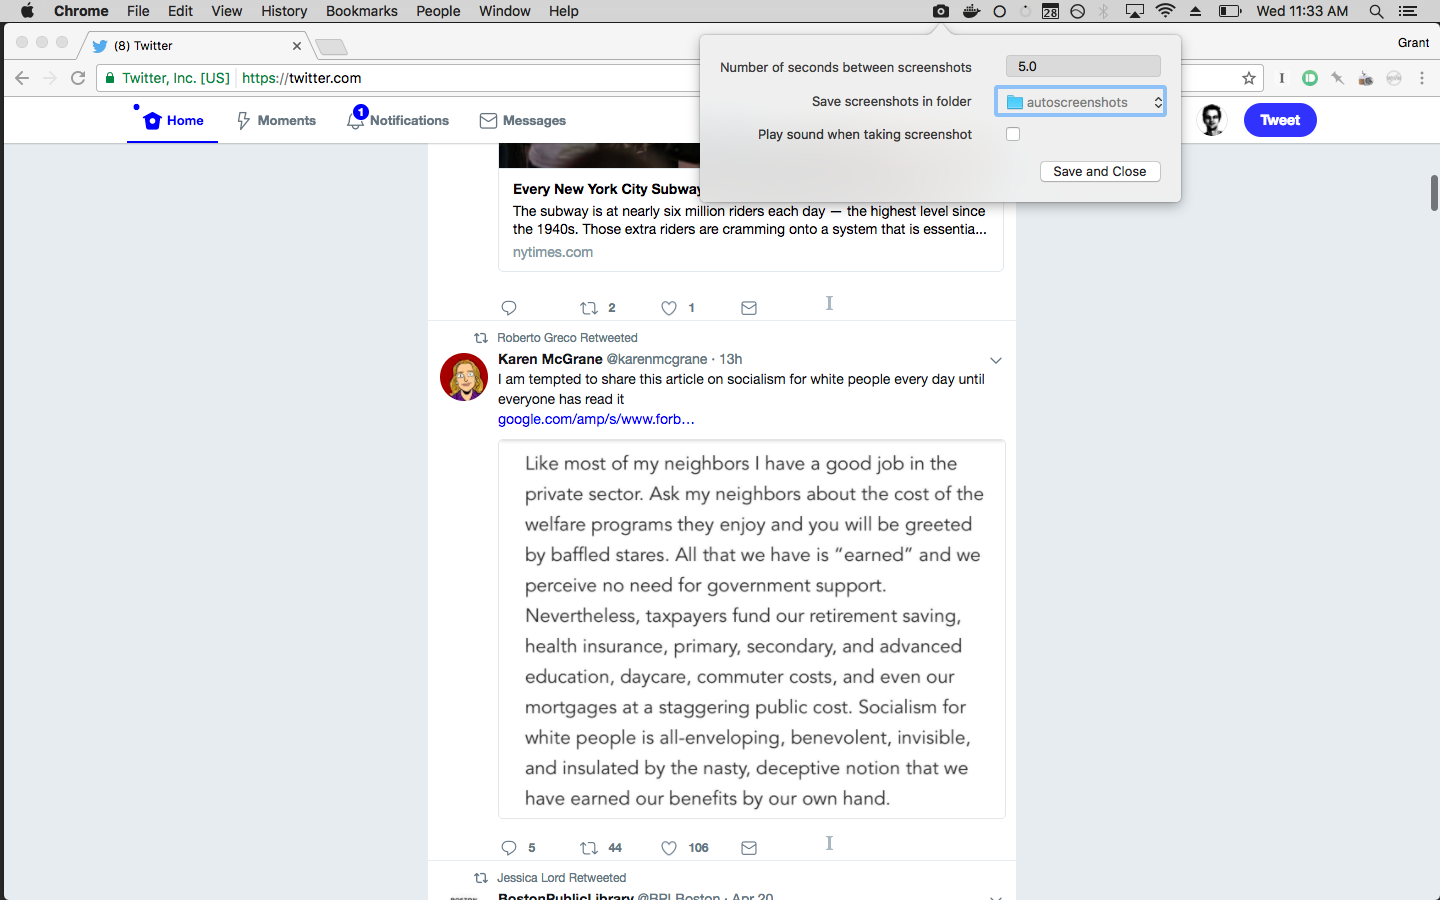 Chrome File Edit View History Bookmarks People Window Help
28 Wed 11:33 AM
(8) Twitter
Grant
Twitter, Inc. [US] https://twitter.com
Home Moments 1 Notifications Messages
Tweet
Number of seconds between screenshots 5.0
Save screenshots in folder autoscreenshots
Play sound when taking screenshot
Save and Close
Every New York City Subway
The subway is at nearly six million riders each day — the highest level since
the 1940s. Those extra riders are cramming onto a system that is essentia...
nytimes.com
2 1
Roberto Greco Retweeted
Karen McGrane @karenmcgrane · 13h
I am tempted to share this article on socialism for white people every day until
everyone has read it
google.com/amp/s/www.forb…
Like most of my neighbors I have a good job in the
private sector. Ask my neighbors about the cost of the
welfare programs they enjoy and you will be greeted
by baffled stares. All that we have is “earned” and we
perceive no need for government support.
Nevertheless, taxpayers fund our retirement saving,
health insurance, primary, secondary, and advanced
education, daycare, commuter costs, and even our
mortgages at a staggering public cost. Socialism for
white people is all-enveloping, benevolent, invisible,
and insulated by the nasty, deceptive notion that we
have earned our benefits by our own hand.
5 44 106
Jessica Lord Retweeted
BostonPublicLibrary @BPLBoston · Apr 20